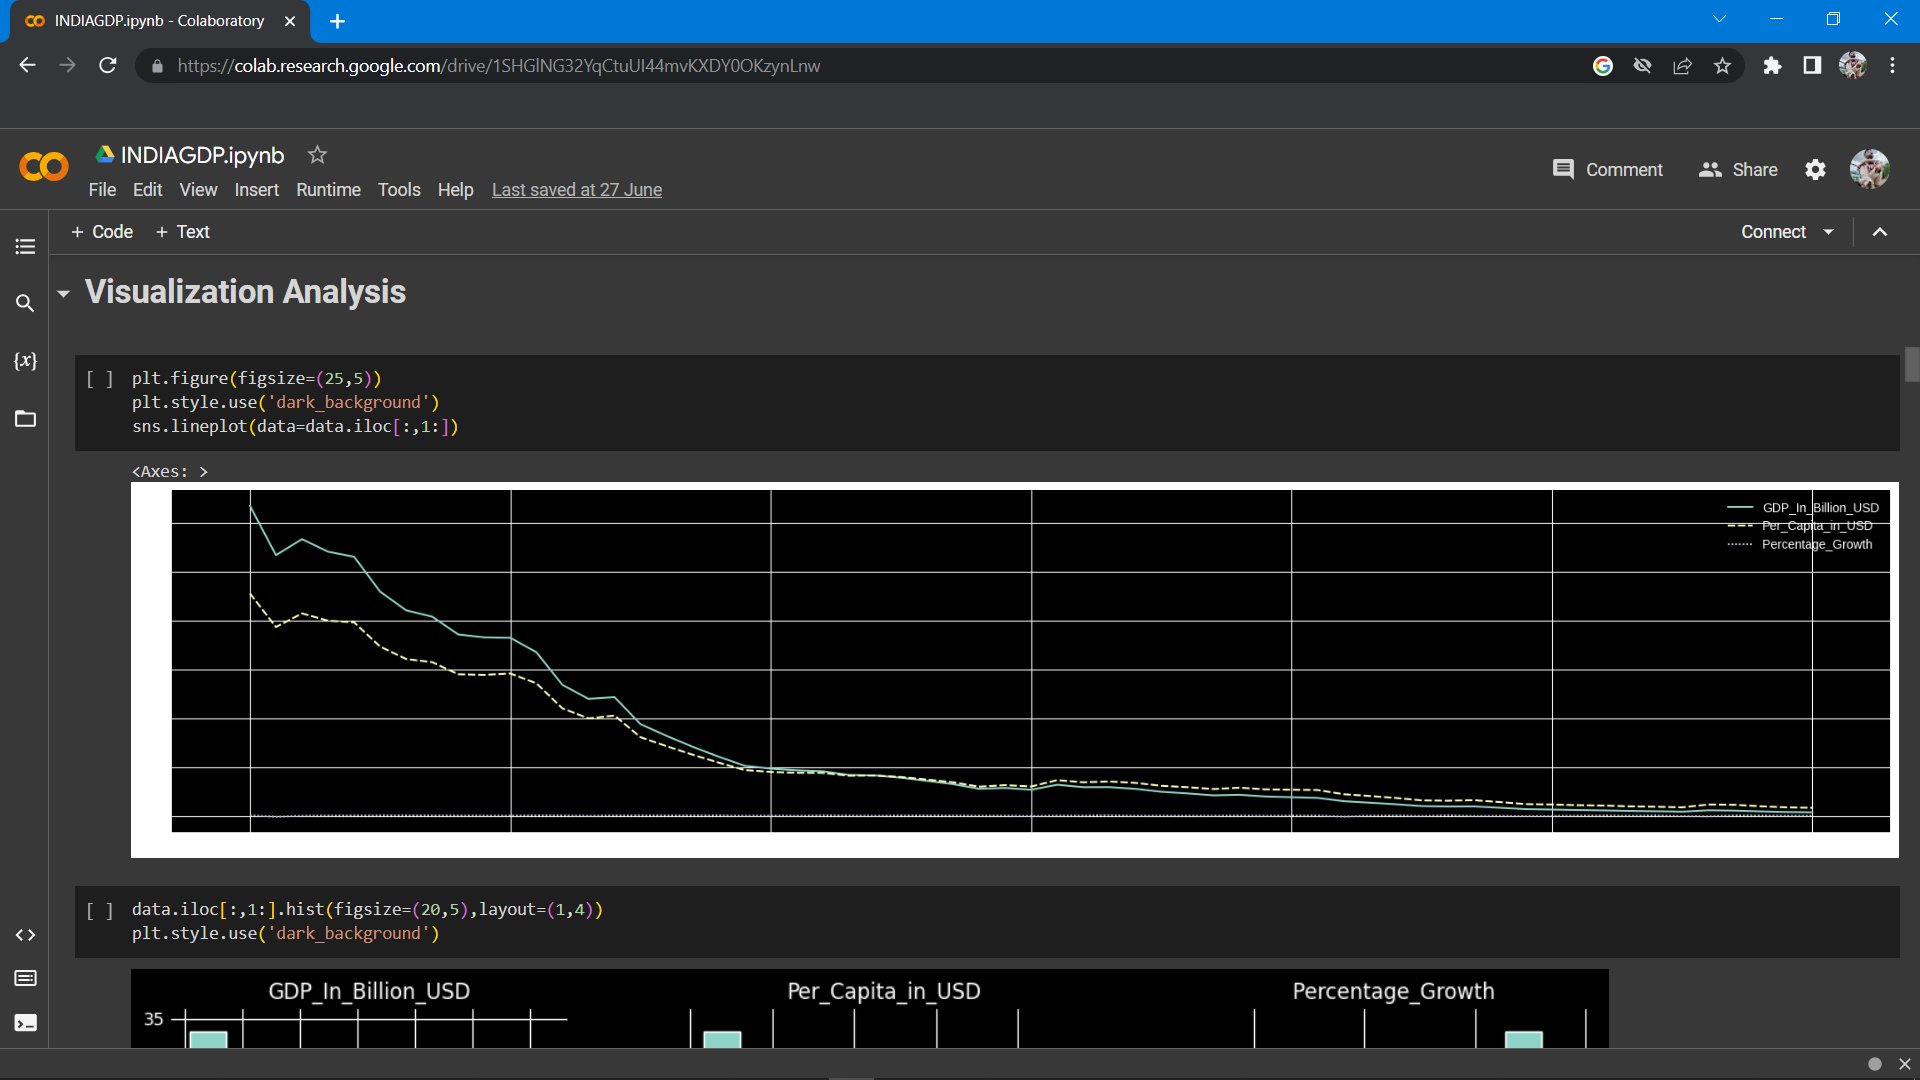 INDIAGDP.ipynb - Colaboratory
https://colab.research.google.com/drive/1SHGlNG32YqCtuUI44mvKXDY0OKzynLnw
INDIAGDP.ipynb
Comment
Share
File Edit View Insert Runtime Tools Help Last saved at 27 June
+ Code + Text
Connect
Visualization Analysis
{x}
[ ] plt.figure(figsize=(25,5))
plt.style.use('dark_background')
sns.lineplot(data=data.iloc[:,1:])
<Axes: >
GDP_In_Billion_USD
Per_Capita_in_USD
Percentage_Growth
[ ] data.iloc[:,1:].hist(figsize=(20,5),layout=(1,4))
plt.style.use('dark_background')
GDP_In_Billion_USD Per_Capita_in_USD Percentage_Growth
35